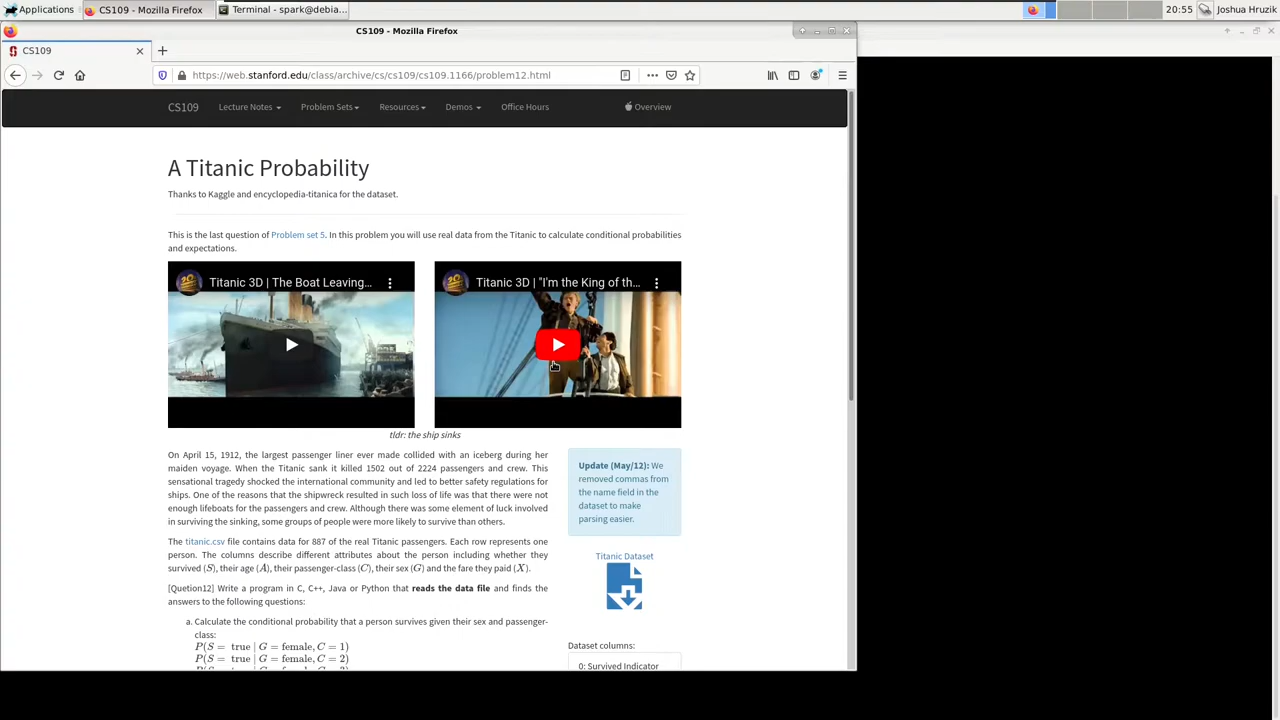 Applications
CS109 - Mozilla Firefox
Terminal - spark@debia...
20:55
Joshua Hruzik
CS109 - Mozilla Firefox
CS109
https://web.stanford.edu/class/archive/cs/cs109/cs109.1166/problem12.html
CS109 Lecture Notes Problem Sets Resources Demos Office Hours Overview
A Titanic Probability
Thanks to Kaggle and encyclopedia-titanica for the dataset.
This is the last question of Problem set 5. In this problem you will use real data from the Titanic to calculate conditional probabilities
and expectations.
Titanic 3D | The Boat Leaving...
Titanic 3D | "I'm the King of th...
tldr: the ship sinks
On April 15, 1912, the largest passenger liner ever made collided with an iceberg during her
maiden voyage. When the Titanic sank it killed 1502 out of 2224 passengers and crew. This
sensational tragedy shocked the international community and led to better safety regulations for
ships. One of the reasons that the shipwreck resulted in such loss of life was that there were not
enough lifeboats for the passengers and crew. Although there was some element of luck involved
in surviving the sinking, some groups of people were more likely to survive than others.
The titanic.csv file contains data for 887 of the real Titanic passengers. Each row represents one
person. The columns describe different attributes about the person including whether they
survived (S), their age (A), their passenger-class (C), their sex (G) and the fare they paid (X).
[Quetion12] Write a program in C, C++, Java or Python that reads the data file and finds the
answers to the following questions:
a. Calculate the conditional probability that a person survives given their sex and passenger-
class:
P(S = true | G = female, C = 1)
P(S = true | G = female, C = 2)
Update (May/12): We
removed commas from
the name field in the
dataset to make
parsing easier.
Titanic Dataset
Dataset columns:
0: Survived Indicator